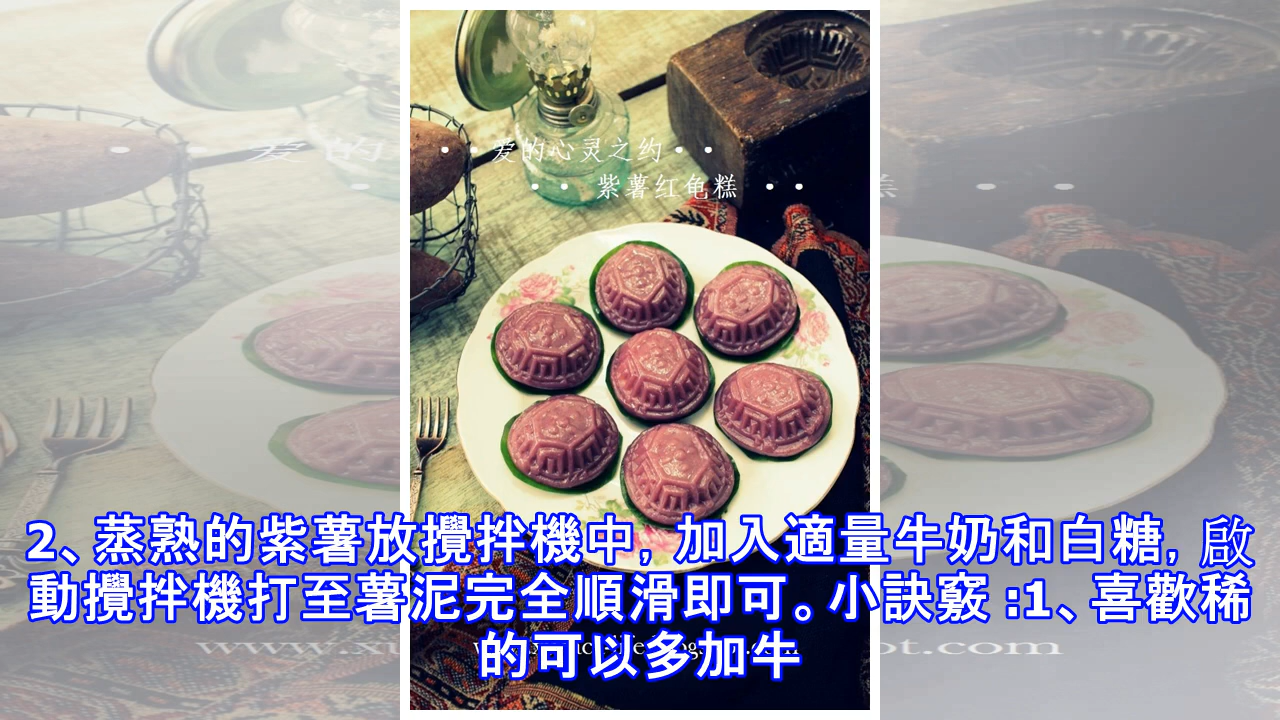 爱的心灵之约
紫薯红龟糕
2、蒸熟的紫薯放攪拌機中, 加入適量牛奶和白糖, 啟
動攪拌機打至薯泥完全順滑即可。小訣竅:1、喜歡稀
的可以多加牛